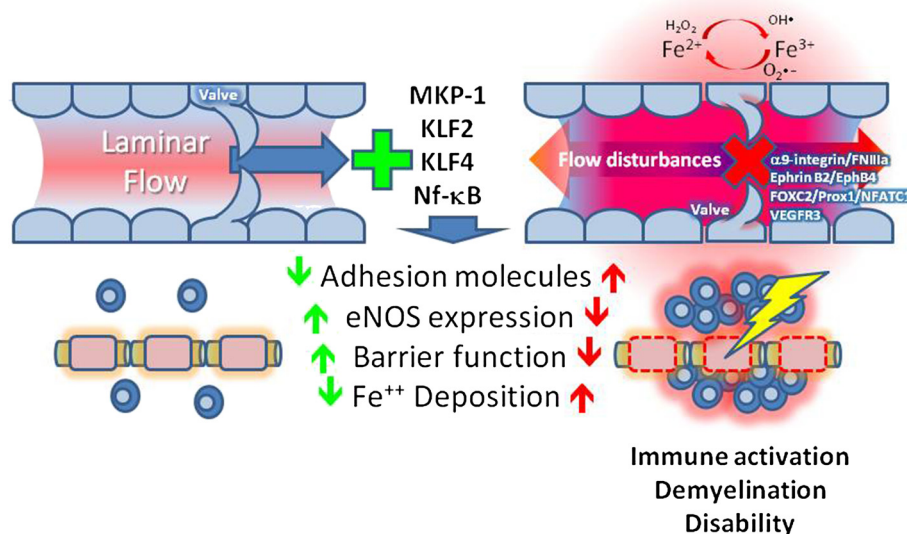 Valve
Laminar
Flow
MKP-1
KLF2
KLF4
Nf-κB
H₂O₂
OH•
Fe²⁺
Fe³⁺
O₂•−
Flow disturbances
α9-integrin/FNIIIa
Ephrin B2/EphB4
FOXC2/Prox1/NFATC1
VEGFR3
Valve
Adhesion molecules
eNOS expression
Barrier function
Fe⁺⁺ Deposition
Immune activation
Demyelination
Disability